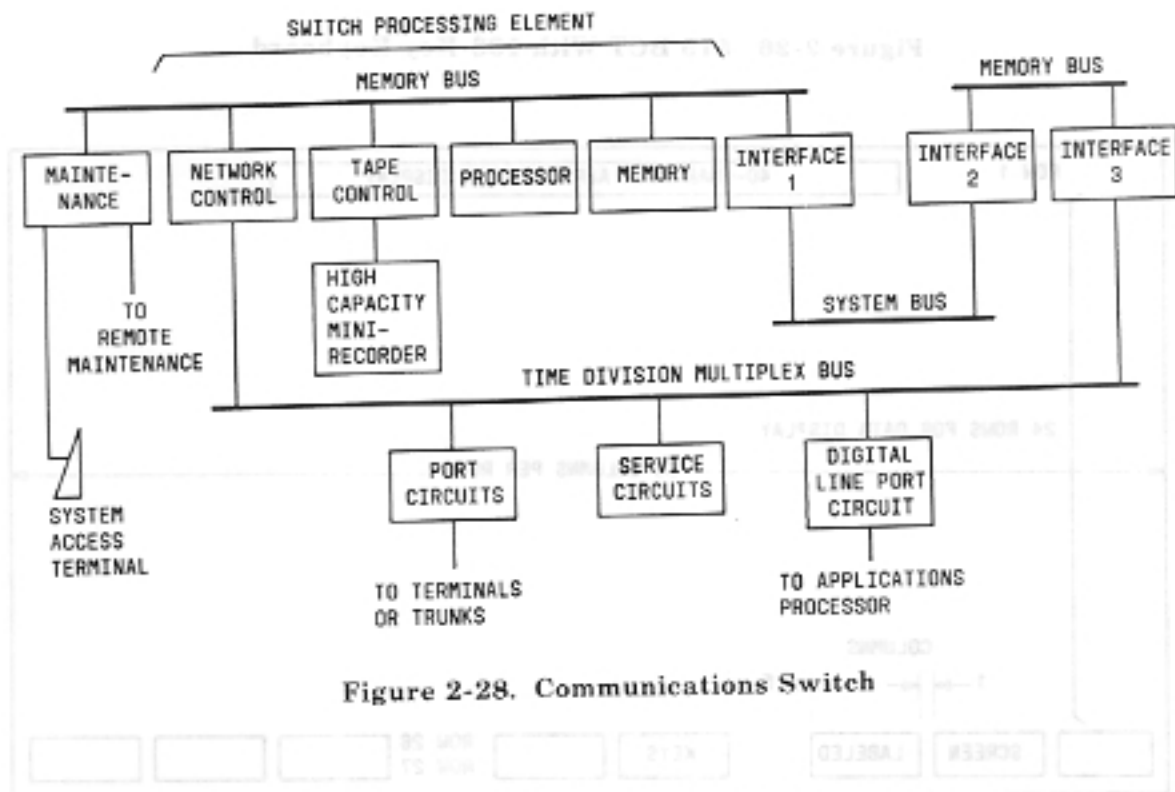 SWITCH PROCESSING ELEMENT
MEMORY BUS
MEMORY BUS
MAINTE-
NANCE
NETWORK
CONTROL
TAPE
CONTROL
PROCESSOR
MEMORY
INTERFACE
1
INTERFACE
2
INTERFACE
3
HIGH
CAPACITY
MINI-
RECORDER
TO
REMOTE
MAINTENANCE
SYSTEM BUS
TIME DIVISION MULTIPLEX BUS
PORT
CIRCUITS
SERVICE
CIRCUITS
DIGITAL
LINE PORT
CIRCUIT
SYSTEM
ACCESS
TERMINAL
TO TERMINALS
OR TRUNKS
TO APPLICATIONS
PROCESSOR
Figure 2-28. Communications Switch